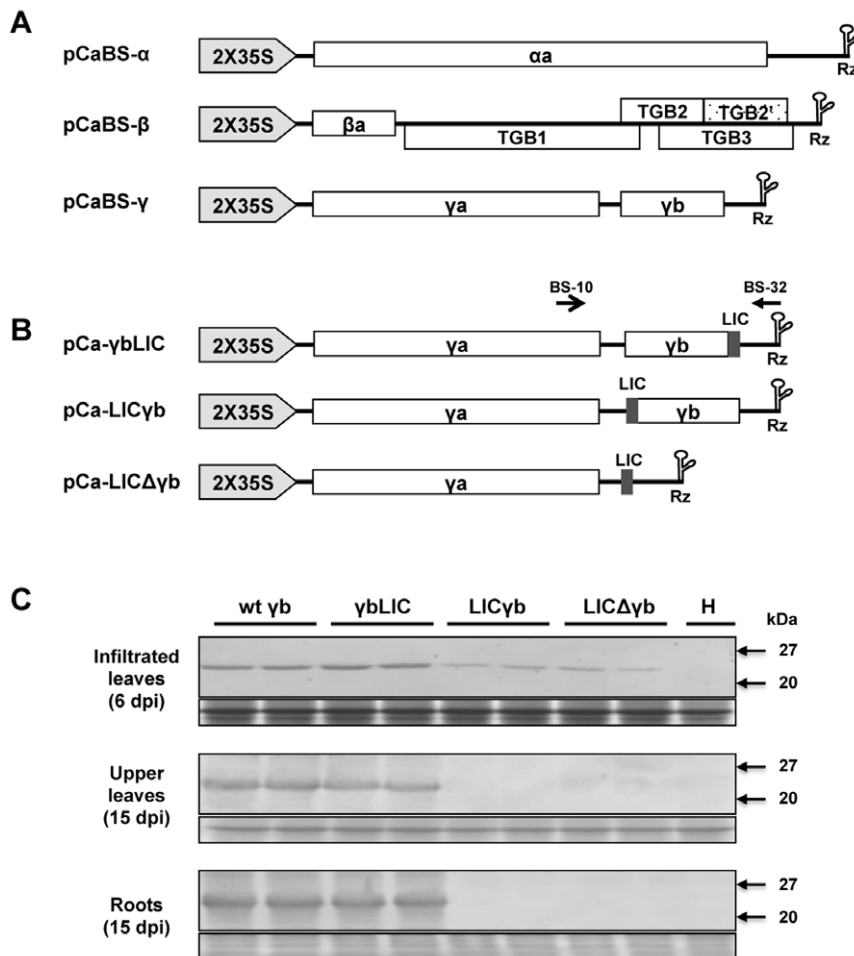 A
pCaBS-α
2X35S
αa
Rz
pCaBS-β
2X35S
βa
TGB1
TGB2
TGB2'
TGB3
Rz
pCaBS-γ
2X35S
γa
γb
Rz
B
BS-10
BS-32
pCa-γbLIC
2X35S
γa
γb
LIC
Rz
pCa-LICγb
2X35S
γa
LIC
γb
Rz
pCa-LICΔγb
2X35S
γa
LIC
Rz
C
wt γb
γbLIC
LICγb
LICΔγb
H
kDa
Infiltrated
leaves
(6 dpi)
27
20
Upper
leaves
(15 dpi)
27
20
Roots
(15 dpi)
27
20